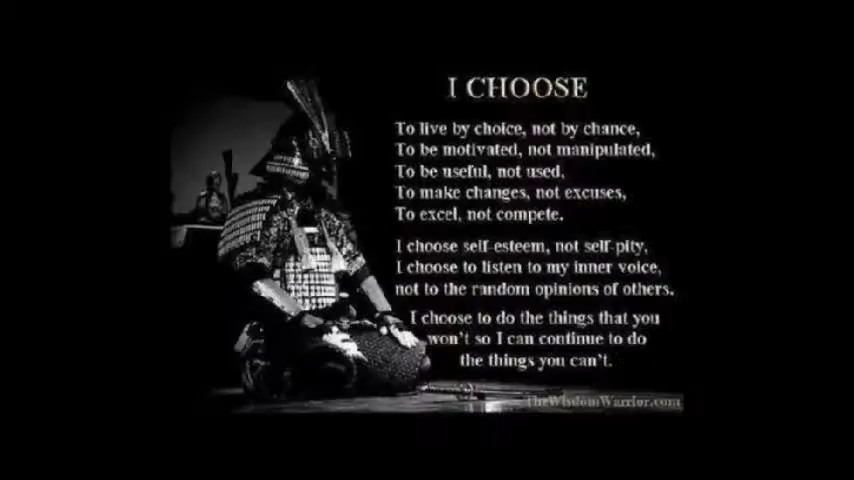 I CHOOSE
To live by choice, not by chance,
To be motivated, not manipulated,
To be useful, not used,
To make changes, not excuses,
To excel, not compete.
I choose self-esteem, not self-pity,
I choose to listen to my inner voice,
not to the random opinions of others.
I choose to do the things that you
won't so I can continue to do
the things you can't.
TheWisdomWarrior.com